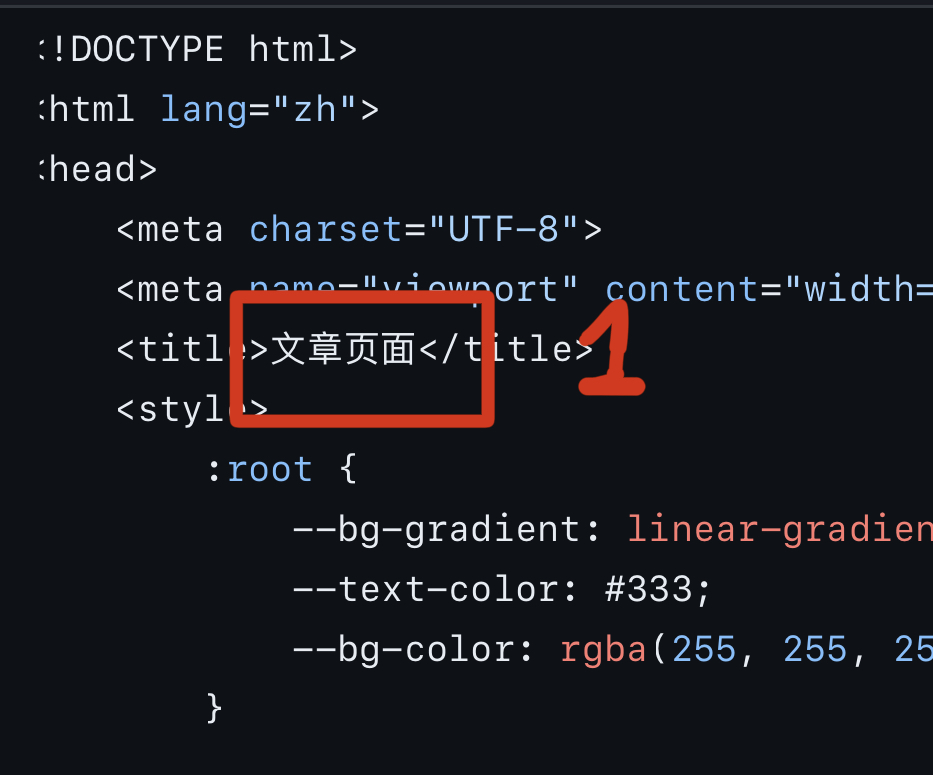 <!DOCTYPE html>
<html lang="zh">
<head>
<meta charset="UTF-8">
<meta name="viewport" content="width=
<title>文章页面</title>
1
<style>
:root {
--bg-gradient: linear-gradien
--text-color: #333;
--bg-color: rgba(255, 255, 25
}